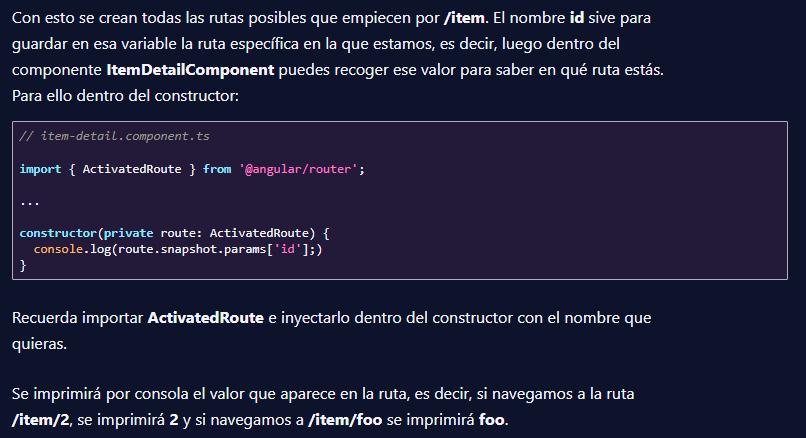 Con esto se crean todas las rutas posibles que empiecen por /item. El nombre id sive para
guardar en esa variable la ruta específica en la que estamos, es decir, luego dentro del
componente ItemDetailComponent puedes recoger ese valor para saber en qué ruta estás.
Para ello dentro del constructor:
// item-detail.component.ts
import { ActivatedRoute } from '@angular/router';
...
constructor(private route: ActivatedRoute) {
  console.log(route.snapshot.params['id'];)
}
Recuerda importar ActivatedRoute e inyectarlo dentro del constructor con el nombre que
quieras.
Se imprimirá por consola el valor que aparece en la ruta, es decir, si navegamos a la ruta
/item/2, se imprimirá 2 y si navegamos a /item/foo se imprimirá foo.